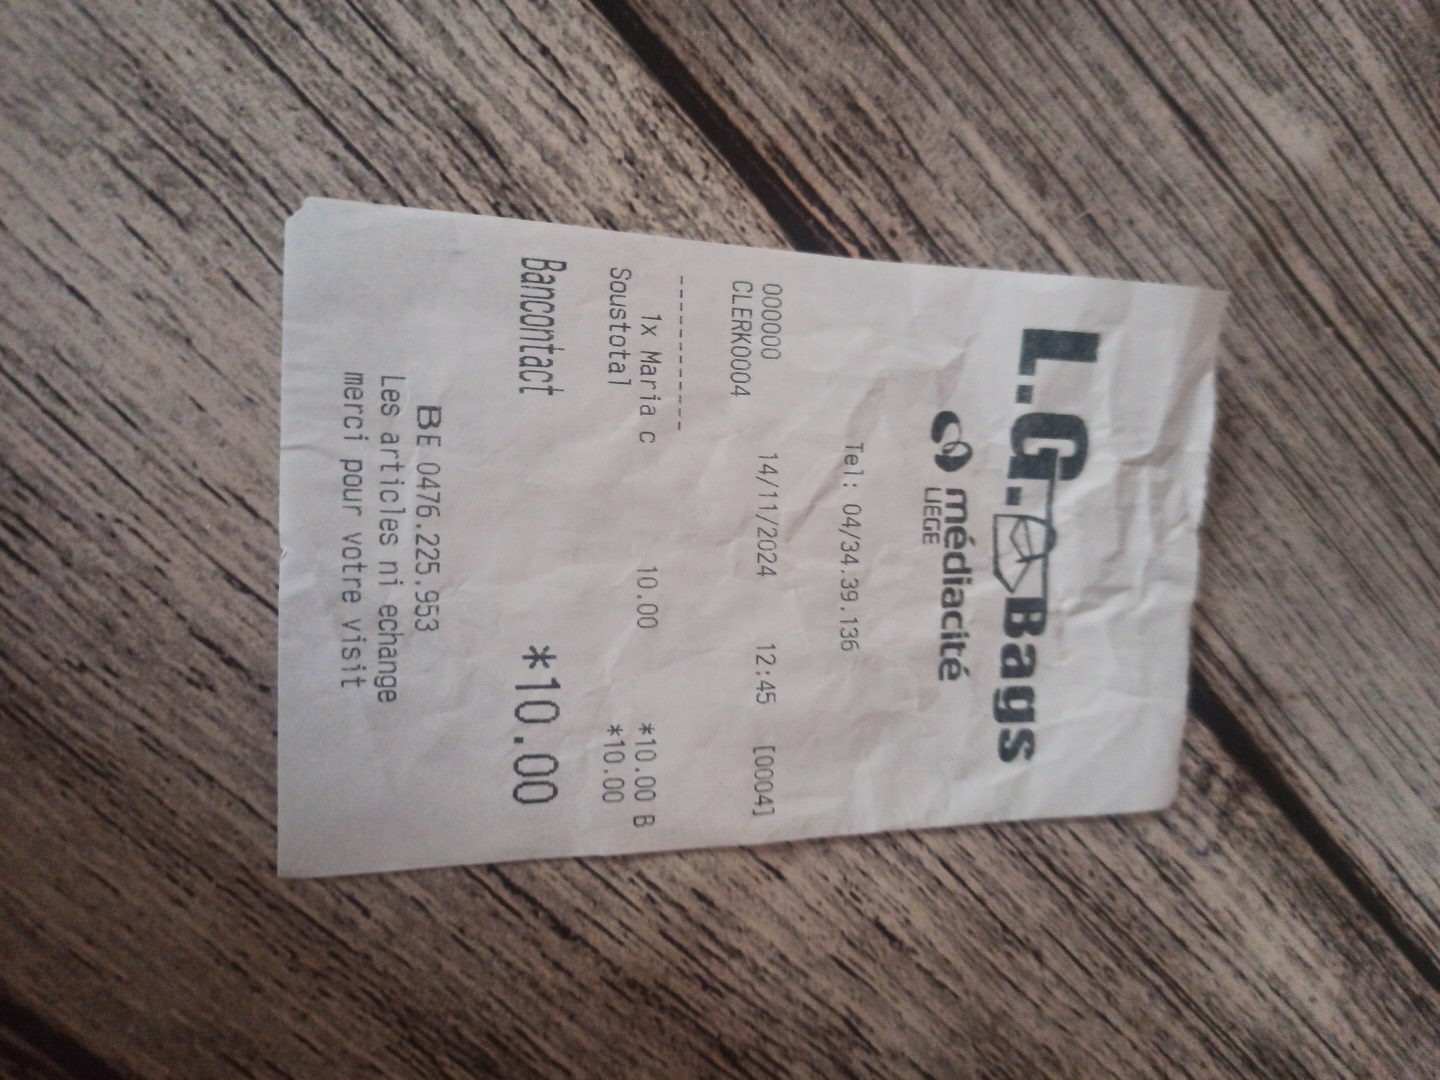 L.G. Bags
médiacité
LIEGE
Tel: 04/34.39.136
000000 14/11/2024 12:45 [0004]
CLERK0004
-----------
1x Maria c 10.00 *10.00 B
Soustotal *10.00
Bancontact *10.00
BE 0476.225.953
Les articles ni echange
merci pour votre visit